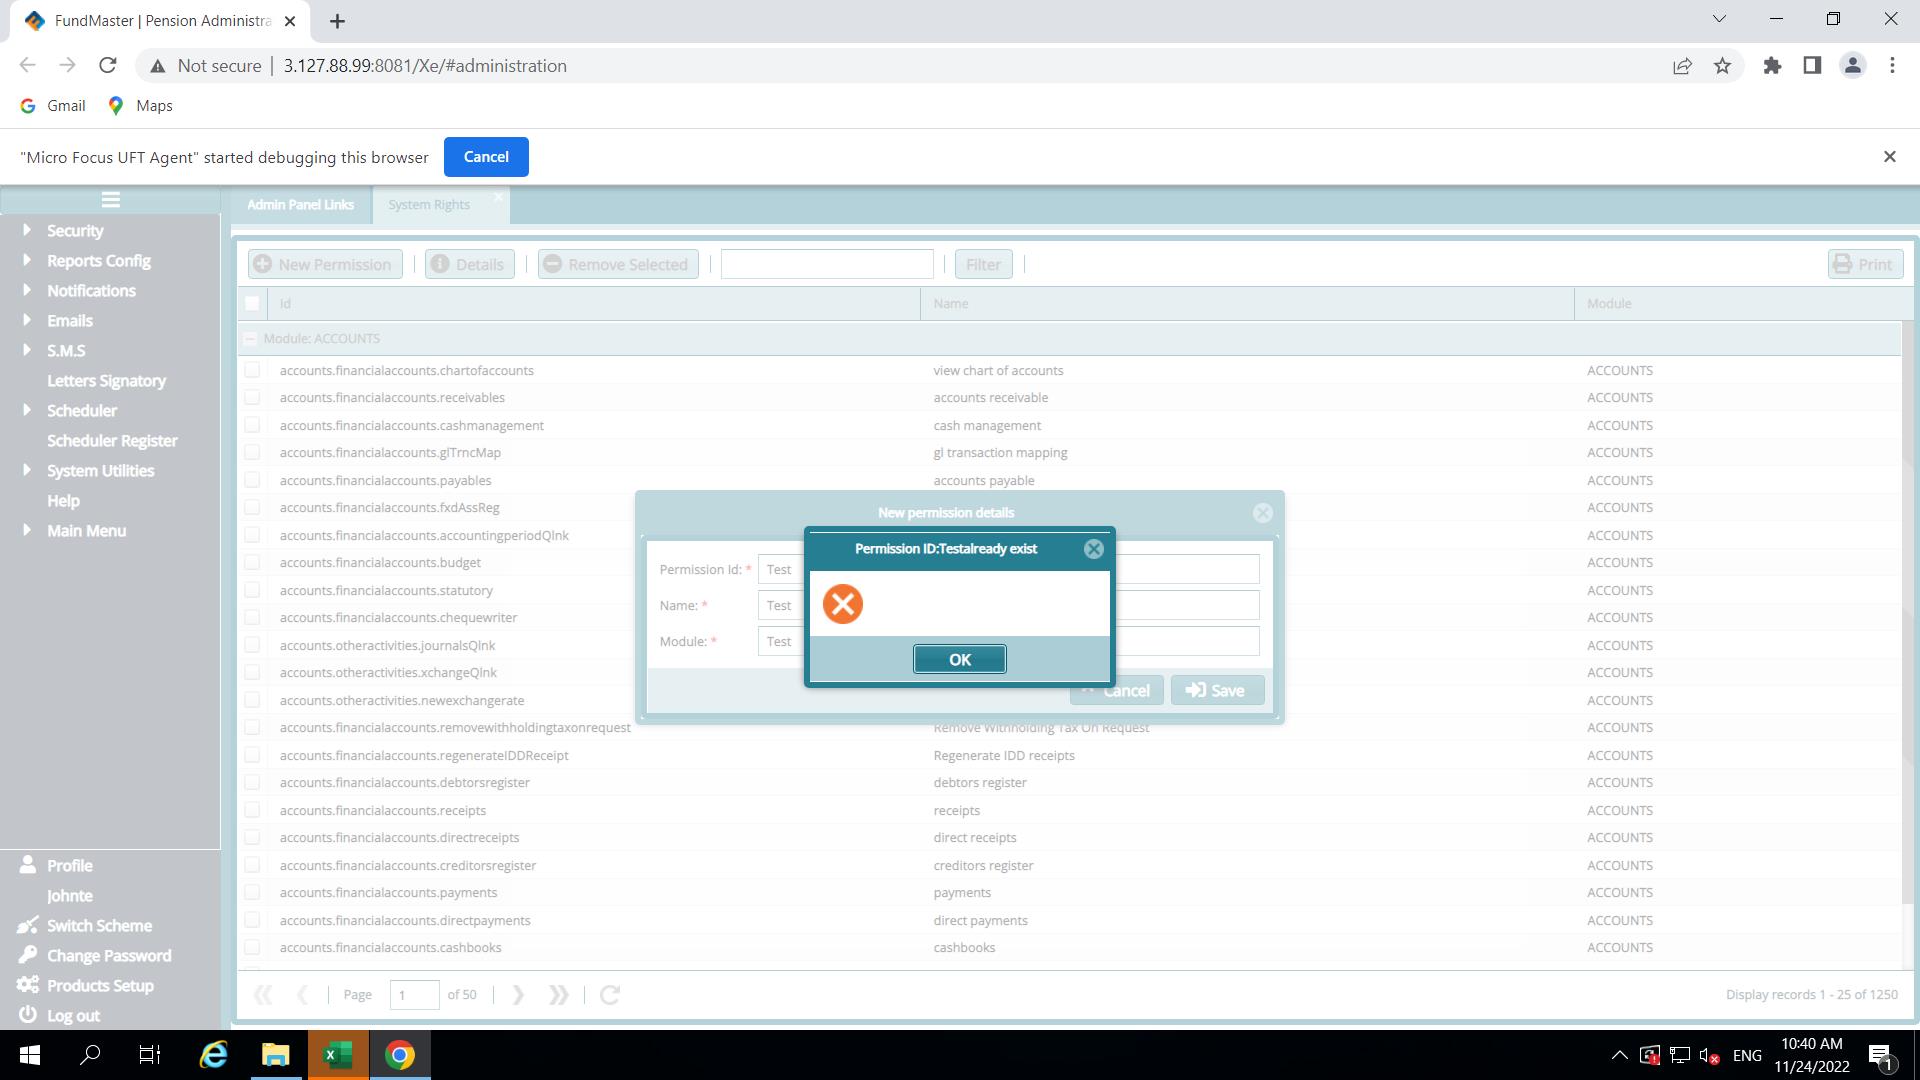 FundMaster | Pension Administra
Not secure | 3.127.88.99:8081/Xe/#administration
Gmail Maps
"Micro Focus UFT Agent" started debugging this browser Cancel
Admin Panel Links System Rights
Security
Reports Config
Notifications
Emails
S.M.S
Letters Signatory
Scheduler
Scheduler Register
System Utilities
Help
Main Menu
Profile
Johnte
Switch Scheme
Change Password
Products Setup
Log out
New Permission Details Remove Selected Filter Print
Id Name Module
Module: ACCOUNTS
accounts.financialaccounts.chartofaccounts view chart of accounts ACCOUNTS
accounts.financialaccounts.receivables accounts receivable ACCOUNTS
accounts.financialaccounts.cashmanagement cash management ACCOUNTS
accounts.financialaccounts.glTrncMap gl transaction mapping ACCOUNTS
accounts.financialaccounts.payables accounts payable ACCOUNTS
accounts.financialaccounts.fxdAssReg ACCOUNTS
accounts.financialaccounts.accountingperiodQlnk ACCOUNTS
accounts.financialaccounts.budget ACCOUNTS
accounts.financialaccounts.statutory ACCOUNTS
accounts.financialaccounts.chequewriter ACCOUNTS
accounts.otheractivities.journalsQlnk ACCOUNTS
accounts.otheractivities.xchangeQlnk ACCOUNTS
accounts.otheractivities.newexchangerate ACCOUNTS
accounts.financialaccounts.removewithholdingtaxonrequest Remove Withholding Tax On Request ACCOUNTS
accounts.financialaccounts.regenerateIDDReceipt Regenerate IDD receipts ACCOUNTS
accounts.financialaccounts.debtorsregister debtors register ACCOUNTS
accounts.financialaccounts.receipts receipts ACCOUNTS
accounts.financialaccounts.directreceipts direct receipts ACCOUNTS
accounts.financialaccounts.creditorsregister creditors register ACCOUNTS
accounts.financialaccounts.payments payments ACCOUNTS
accounts.financialaccounts.directpayments direct payments ACCOUNTS
accounts.financialaccounts.cashbooks cashbooks ACCOUNTS
New permission details
Permission Id: * Test
Name: * Test
Module: * Test
Cancel Save
Permission ID:Testalready exist
OK
Page 1 of 50
Display records 1 - 25 of 1250
ENG
10:40 AM
11/24/2022
1